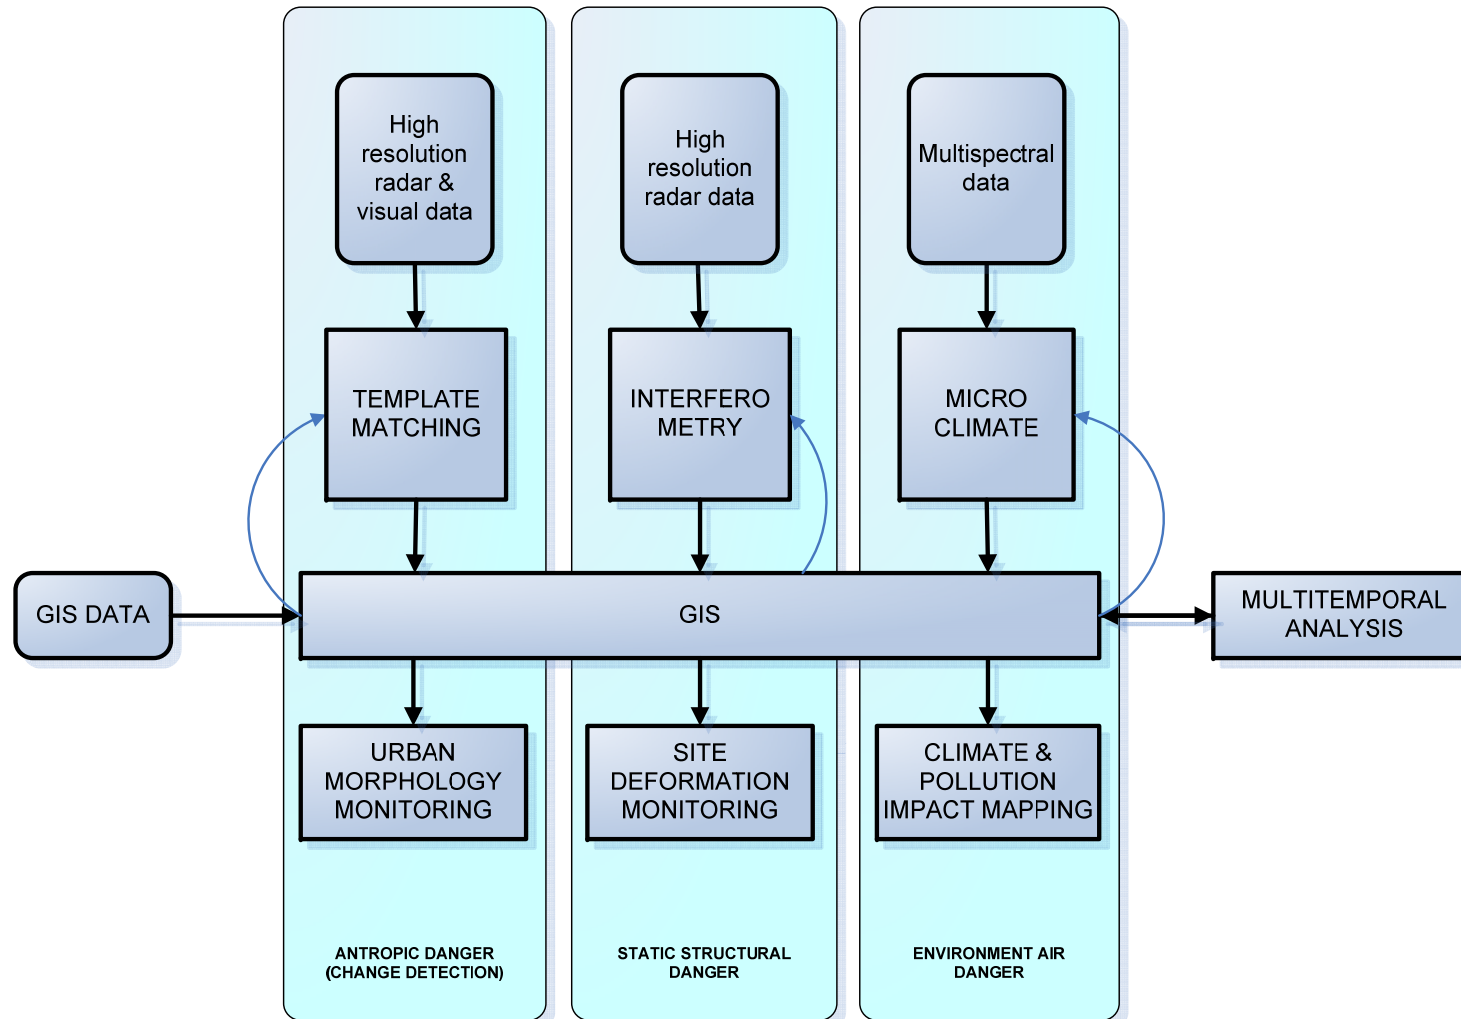 High
resolution
radar &
visual data
High
resolution
radar data
Multispectral
data
TEMPLATE
MATCHING
INTERFERO
METRY
MICRO
CLIMATE
GIS DATA
GIS
MULTITEMPORAL
ANALYSIS
URBAN
MORPHOLOGY
MONITORING
SITE
DEFORMATION
MONITORING
CLIMATE &
POLLUTION
IMPACT MAPPING
ANTROPIC DANGER
(CHANGE DETECTION)
STATIC STRUCTURAL
DANGER
ENVIRONMENT AIR
DANGER